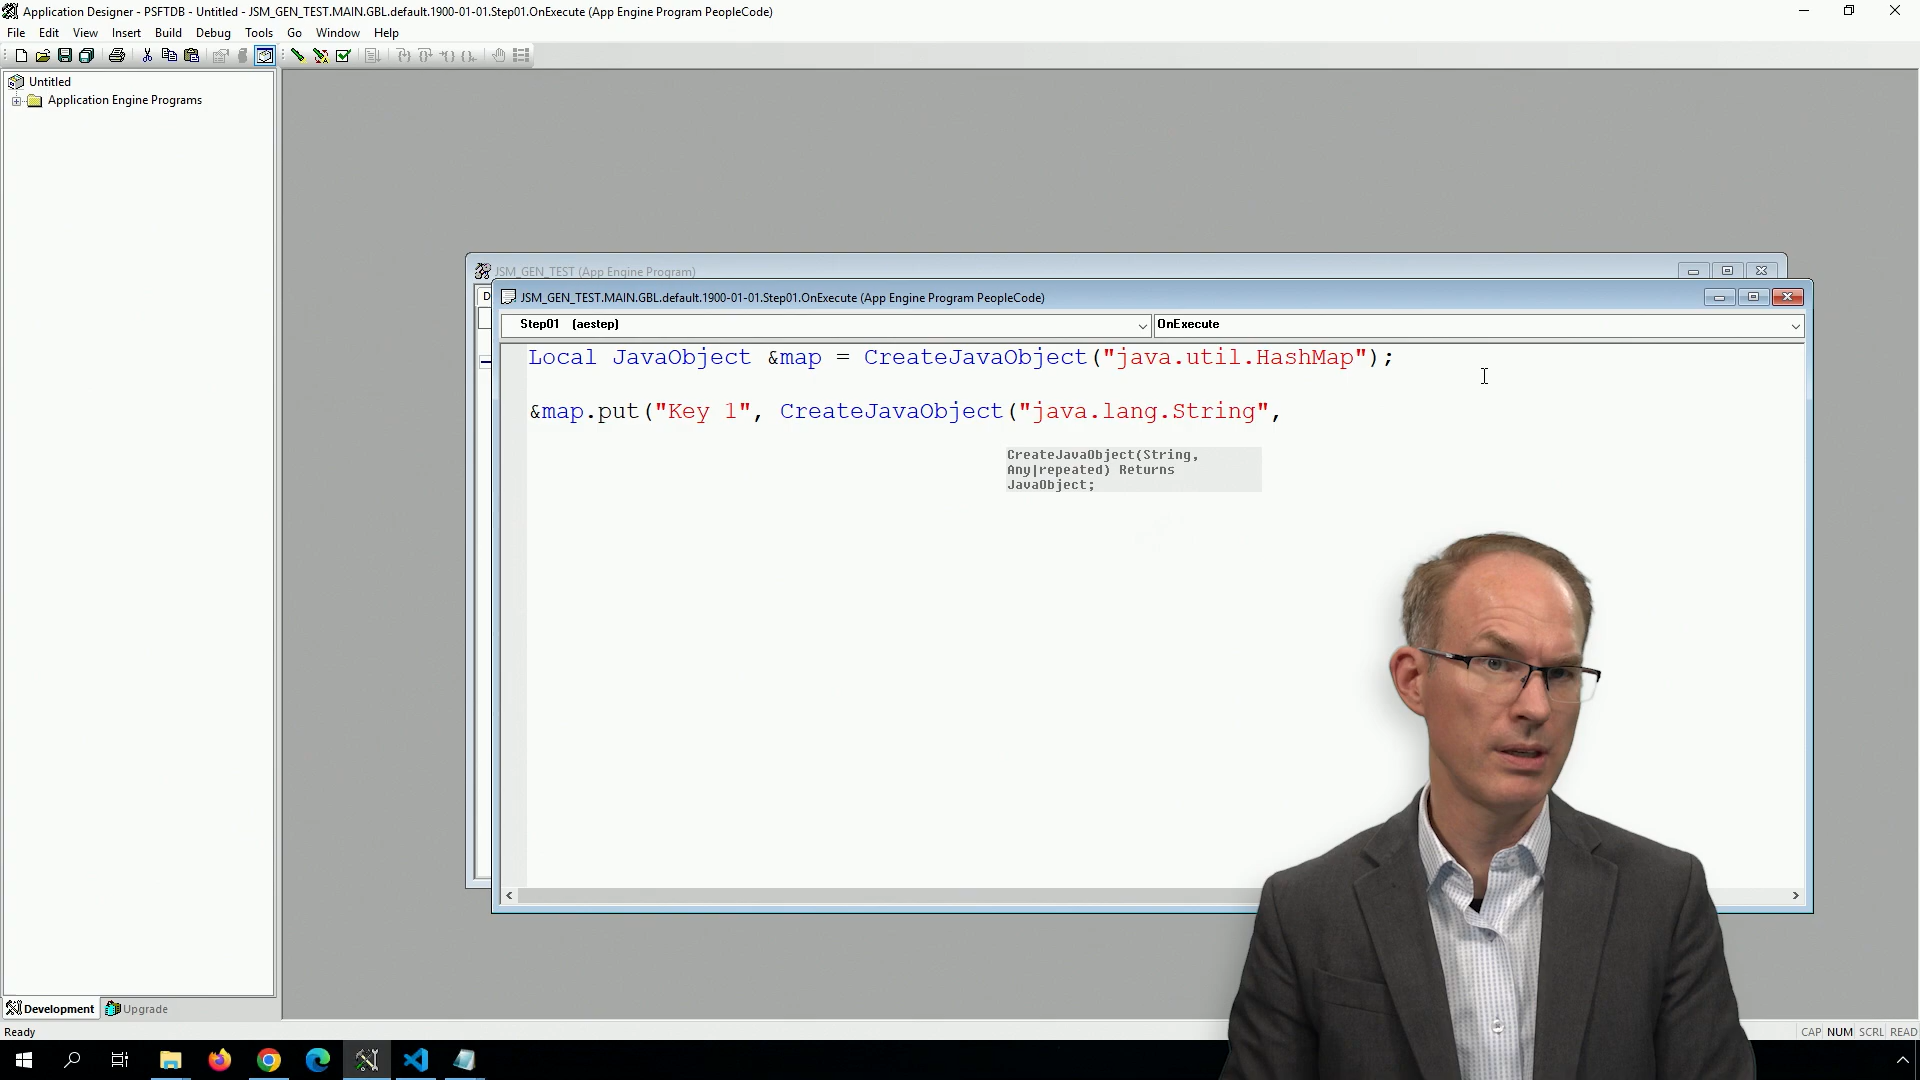 Application Designer - PSFTDB - Untitled - JSM_GEN_TEST.MAIN.GBL.default.1900-01-01.Step01.OnExecute (App Engine Program PeopleCode)
File Edit View Insert Build Debug Tools Go Window Help
Untitled
Application Engine Programs
JSM_GEN_TEST (App Engine Program)
D
JSM_GEN_TEST.MAIN.GBL.default.1900-01-01.Step01.OnExecute (App Engine Program PeopleCode)
Step01 (aestep)
OnExecute
Local JavaObject &map = CreateJavaObject("java.util.HashMap");
&map.put("Key 1", CreateJavaObject("java.lang.String",
CreateJavaObject(String,
Any|repeated) Returns
JavaObject;
Development
Upgrade
Ready
CAP NUM SCRL READ